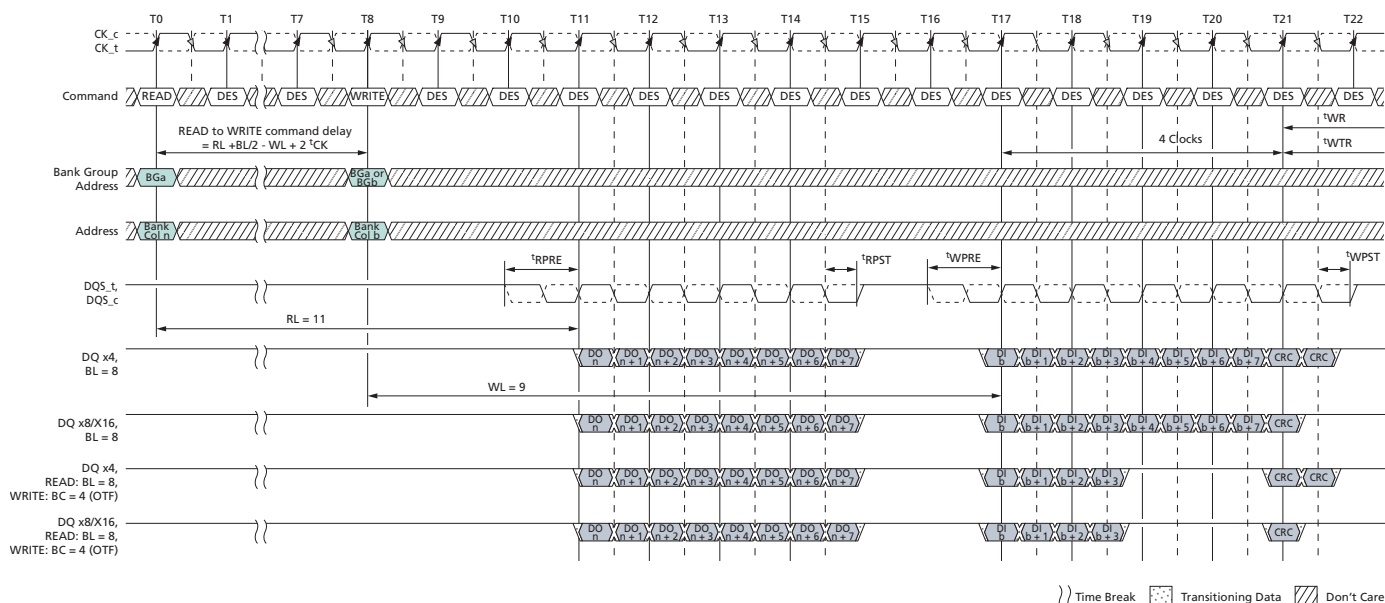 T0 T1 T7 T8 T9 T10 T11 T12 T13 T14 T15 T16 T17 T18 T19 T20 T21 T22
CK_c
CK_t
Command READ DES DES WRITE DES DES DES DES DES DES DES DES DES DES DES DES DES DES
READ to WRITE command delay
= RL +BL/2 - WL + 2 tCK
4 Clocks
tWR
tWTR
Bank Group
Address
BGa
BGa or
BGb
Address
Bank
Col n
Bank
Col b
tRPRE tRPST tWPRE tWPST
DQS_t,
DQS_c
RL = 11
DQ x4,
BL = 8
DO n DO n + 1 DO n + 2 DO n + 3 DO n + 4 DO n + 5 DO n + 6 DO n + 7 DI b DI b + 1 DI b + 2 DI b + 3 DI b + 4 DI b + 5 DI b + 6 DI b + 7 CRC CRC
WL = 9
DQ x8/X16,
BL = 8
DO n DO n + 1 DO n + 2 DO n + 3 DO n + 4 DO n + 5 DO n + 6 DO n + 7 DI b DI b + 1 DI b + 2 DI b + 3 DI b + 4 DI b + 5 DI b + 6 DI b + 7 CRC
DQ x4,
READ: BL = 8,
WRITE: BC = 4 (OTF)
DO n DO n + 1 DO n + 2 DO n + 3 DO n + 4 DO n + 5 DO n + 6 DO n + 7 DI b DI b + 1 DI b + 2 DI b + 3 CRC CRC
DQ x8/X16,
READ: BL = 8,
WRITE: BC = 4 (OTF)
DO n DO n + 1 DO n + 2 DO n + 3 DO n + 4 DO n + 5 DO n + 6 DO n + 7 DI b DI b + 1 DI b + 2 DI b + 3 CRC
Time Break Transitioning Data Don't Care